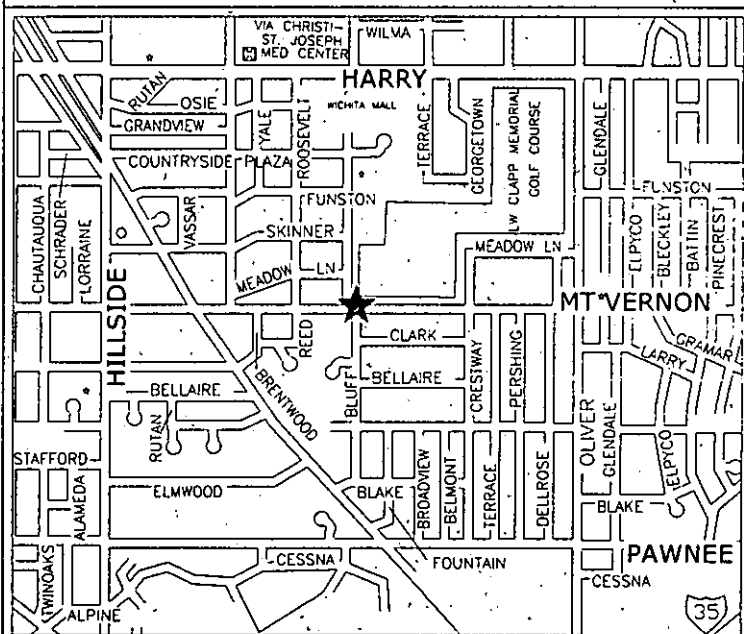 VIA CHRISTI-
ST. JOSEPH
MED CENTER
H
WILMA
HARRY
WICHITA MALL
RUTAN
OSIE
GRANDVIEW
YALE
ROOSEVELT
TERRACE
GEORGETOWN
LW CLAPP MEMORIAL
GOLF COURSE
GLENDALE
COUNTRYSIDE PLAZA
CHAUTAUQUA
SCHRADER
LORRAINE
VASSAR
FUNSTON
FUNSTON
SKINNER
MEADOW LN
MEADOW LN
ELPYCO
BLECKLEY
BATTIN
PINECREST
HILLSIDE
MT VERNON
REED
CLARK
GRAMAR
LARRY
BELLAIRE
BRENTWOOD
BLUFF
BELLAIRE
CRESTWAY
PERSHING
RUTAN
OLIVER
GLENDALE
STAFFORD
ALAMEDA
ELMWOOD
BLAKE
BROADVIEW
BELMONT
TERRACE
DELLROSE
ELPYCO
BLAKE
TWINOAKS
CESSNA
FOUNTAIN
PAWNEE
CESSNA
ALPINE
35